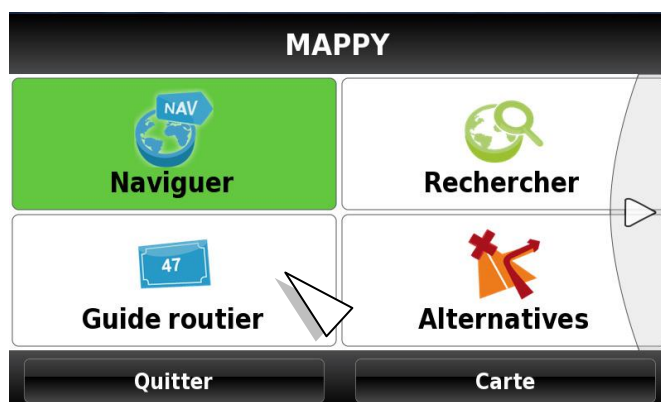 MAPPY
NAV
Naviguer
Rechercher
47
Guide routier
Alternatives
Quitter
Carte